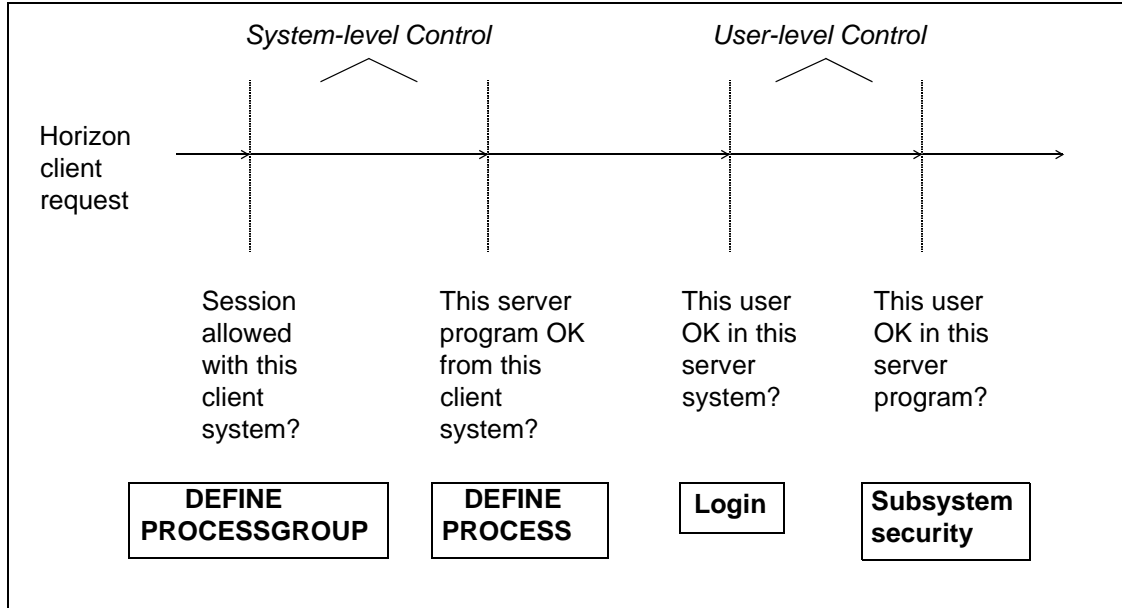 System-level Control
User-level Control
Horizon
client
request
Session
allowed
with this
client
system?
This server
program OK
from this
client
system?
This user
OK in this
server
system?
This user
OK in this
server
program?
DEFINE
PROCESSGROUP
DEFINE
PROCESS
Login
Subsystem
security